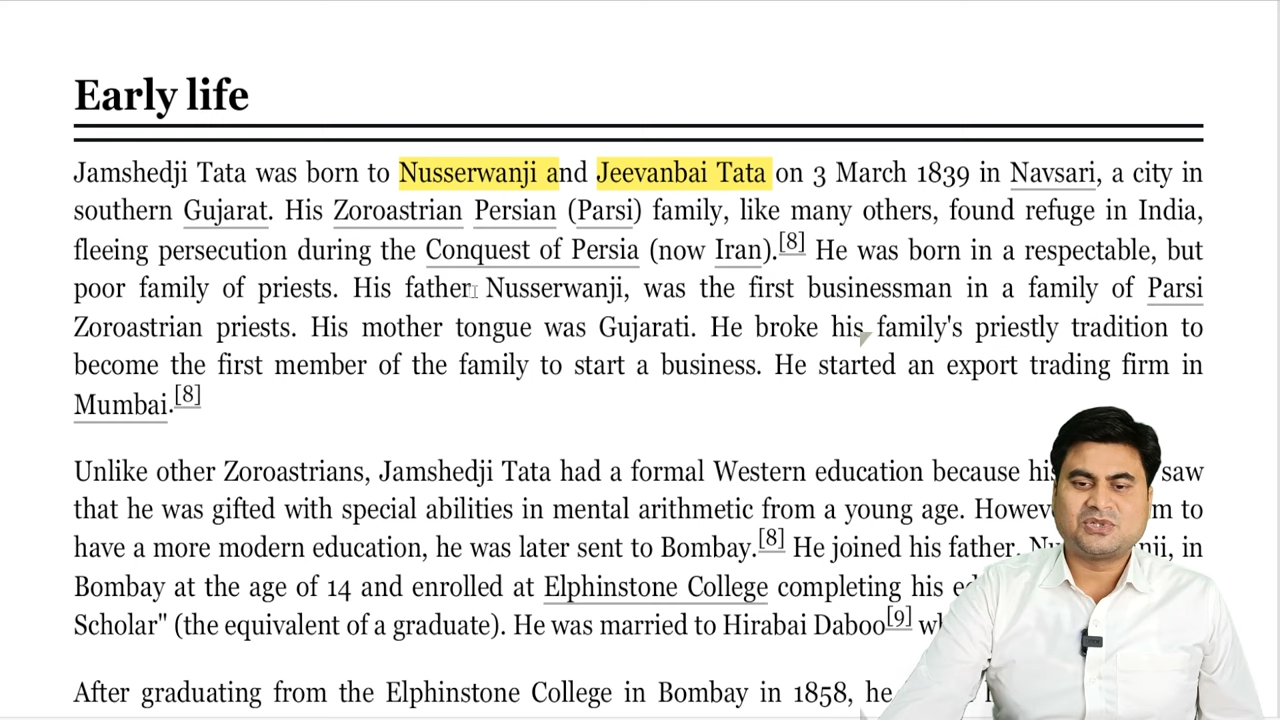 Early life
Jamshedji Tata was born to Nusserwanji and Jeevanbai Tata on 3 March 1839 in Navsari, a city in
southern Gujarat. His Zoroastrian Persian (Parsi) family, like many others, found refuge in India,
fleeing persecution during the Conquest of Persia (now Iran).[8] He was born in a respectable, but
poor family of priests. His father, Nusserwanji, was the first businessman in a family of Parsi
Zoroastrian priests. His mother tongue was Gujarati. He broke his family's priestly tradition to
become the first member of the family to start a business. He started an export trading firm in
Mumbai.[8]
Unlike other Zoroastrians, Jamshedji Tata had a formal Western education because his saw
that he was gifted with special abilities in mental arithmetic from a young age. to
have a more modern education, he was later sent to Bombay.[8] He joined his father, in
Bombay at the age of 14 and enrolled at Elphinstone College completing his
Scholar" (the equivalent of a graduate). He was married to Hirabai Daboo[9]
After graduating from the Elphinstone College in Bombay in 1858, he